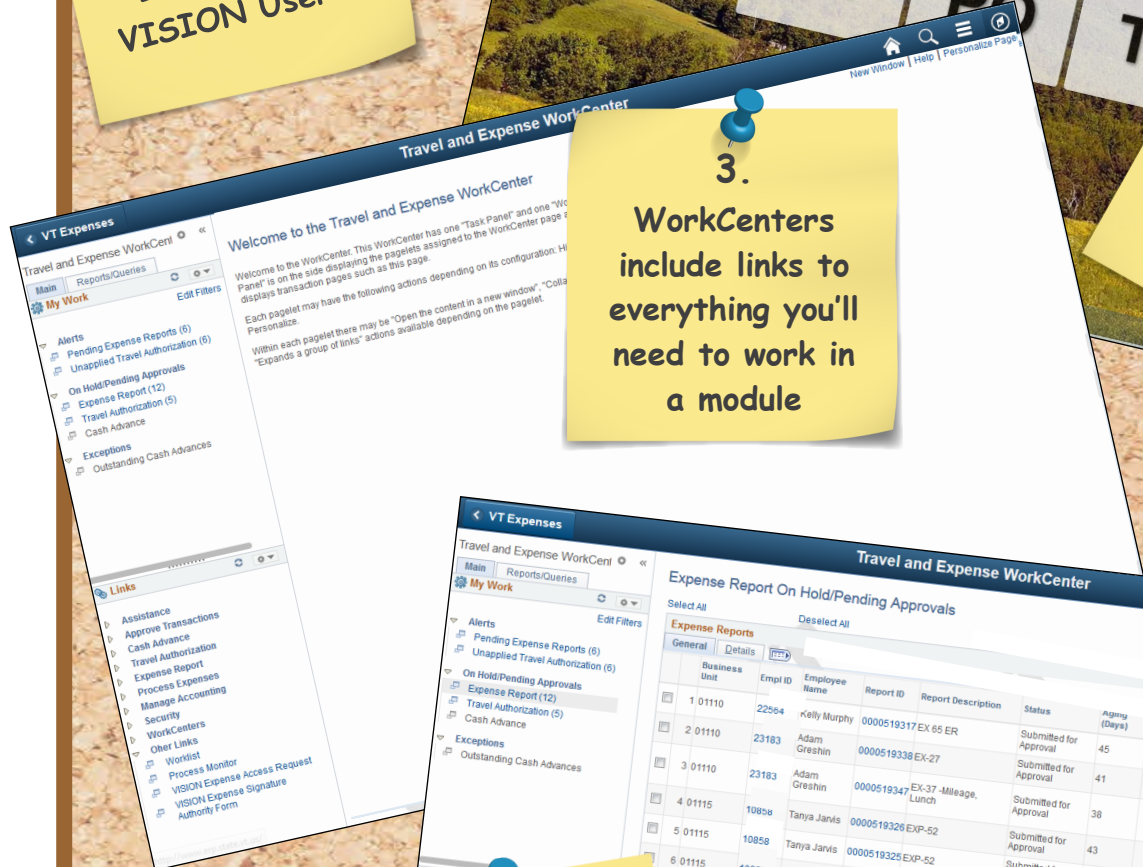 VISION User
New Window | Help | Personalize Page
Travel and Expense WorkCenter
3.
WorkCenters
include links to
everything you'll
need to work in
a module
VT Expenses
Travel and Expense WorkCent
Main Reports/Queries
My Work
Edit Filters
Alerts
Pending Expense Reports (6)
Unapplied Travel Authorization (6)
On Hold/Pending Approvals
Expense Report (12)
Travel Authorization (5)
Cash Advance
Exceptions
Outstanding Cash Advances
Links
Assistance
Approve Transactions
Cash Advance
Travel Authorization
Expense Report
Process Expenses
Manage Accounting
Security
WorkCenters
Oher Links
Worklist
Process Monitor
VISION Expense Access Request
VISION Expense Signature
Authority Form
Welcome to the Travel and Expense WorkCenter
Welcome to the WorkCenter. This WorkCenter has one "Task Panel" and one "Wo
Panel" is on the side displaying the pagelets assigned to the WorkCenter page a
displays transaction pages such as this page.
Each pagelet may have the following actions depending on its configuration: Hi
Personalize.
Within each pagelet there may be "Open the content in a new window", "Colla
"Expands a group of links" actions available depending on the pagelet.
VT Expenses
Travel and Expense WorkCenter
Travel and Expense WorkCent
Main Reports/Queries
My Work
Edit Filters
Alerts
Pending Expense Reports (6)
Unapplied Travel Authorization (6)
On Hold/Pending Approvals
Expense Report (12)
Travel Authorization (5)
Cash Advance
Exceptions
Outstanding Cash Advances
Expense Report On Hold/Pending Approvals
Select All Deselect All
Expense Reports
General Details
Business Unit Empl ID Employee Name Report ID Report Description Status Aging (Days)
1 01110 22564 Kelly Murphy 0000519317 EX 65 ER Submitted for Approval 45
2 01110 23183 Adam Greshin 0000519338 EX-27 Submitted for Approval 41
3 01110 23183 Adam Greshin 0000519347 EX-37 -Mileage, Lunch Submitted for Approval 38
4 01115 10858 Tanya Jarvis 0000519326 EXP-52 Submitted for Approval 43
5 01115 10858 Tanya Jarvis 0000519325 EXP-52
6 01115